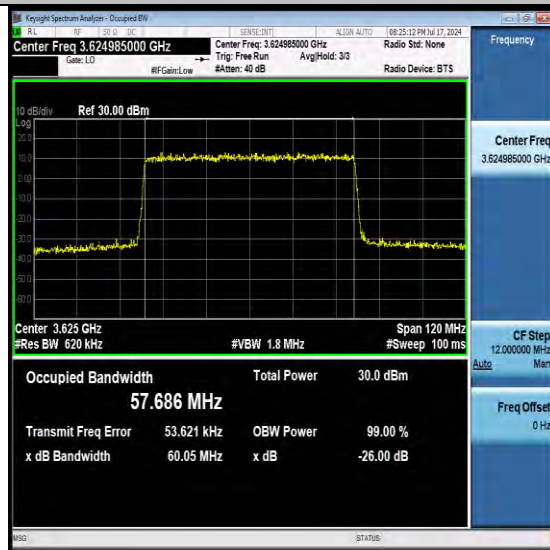 Keysight Spectrum Analyzer - Occupied BW
RL RF 50 Ω DC SENSE:INT ALIGN AUTO 08:25:12 PM Jul 17, 2024
Center Freq 3.624985000 GHz
Center Freq: 3.624985000 GHz
Radio Std: None
Gate: LO
Trig: Free Run
Avg|Hold: 3/3
#IFGain:Low
#Atten: 40 dB
Radio Device: BTS
Frequency
10 dB/div Ref 30.00 dBm
Log
20.0
10.0
0.00
-10.0
-20.0
-30.0
-40.0
-50.0
-60.0
Center Freq
3.624985000 GHz
Center 3.625 GHz
Span 120 MHz
#Res BW 620 kHz
#VBW 1.8 MHz
#Sweep 100 ms
CF Step
12.000000 MHz
Auto Man
Occupied Bandwidth
Total Power 30.0 dBm
57.686 MHz
Freq Offset
0 Hz
Transmit Freq Error 53.621 kHz OBW Power 99.00 %
x dB Bandwidth 60.05 MHz x dB -26.00 dB
MSG STATUS